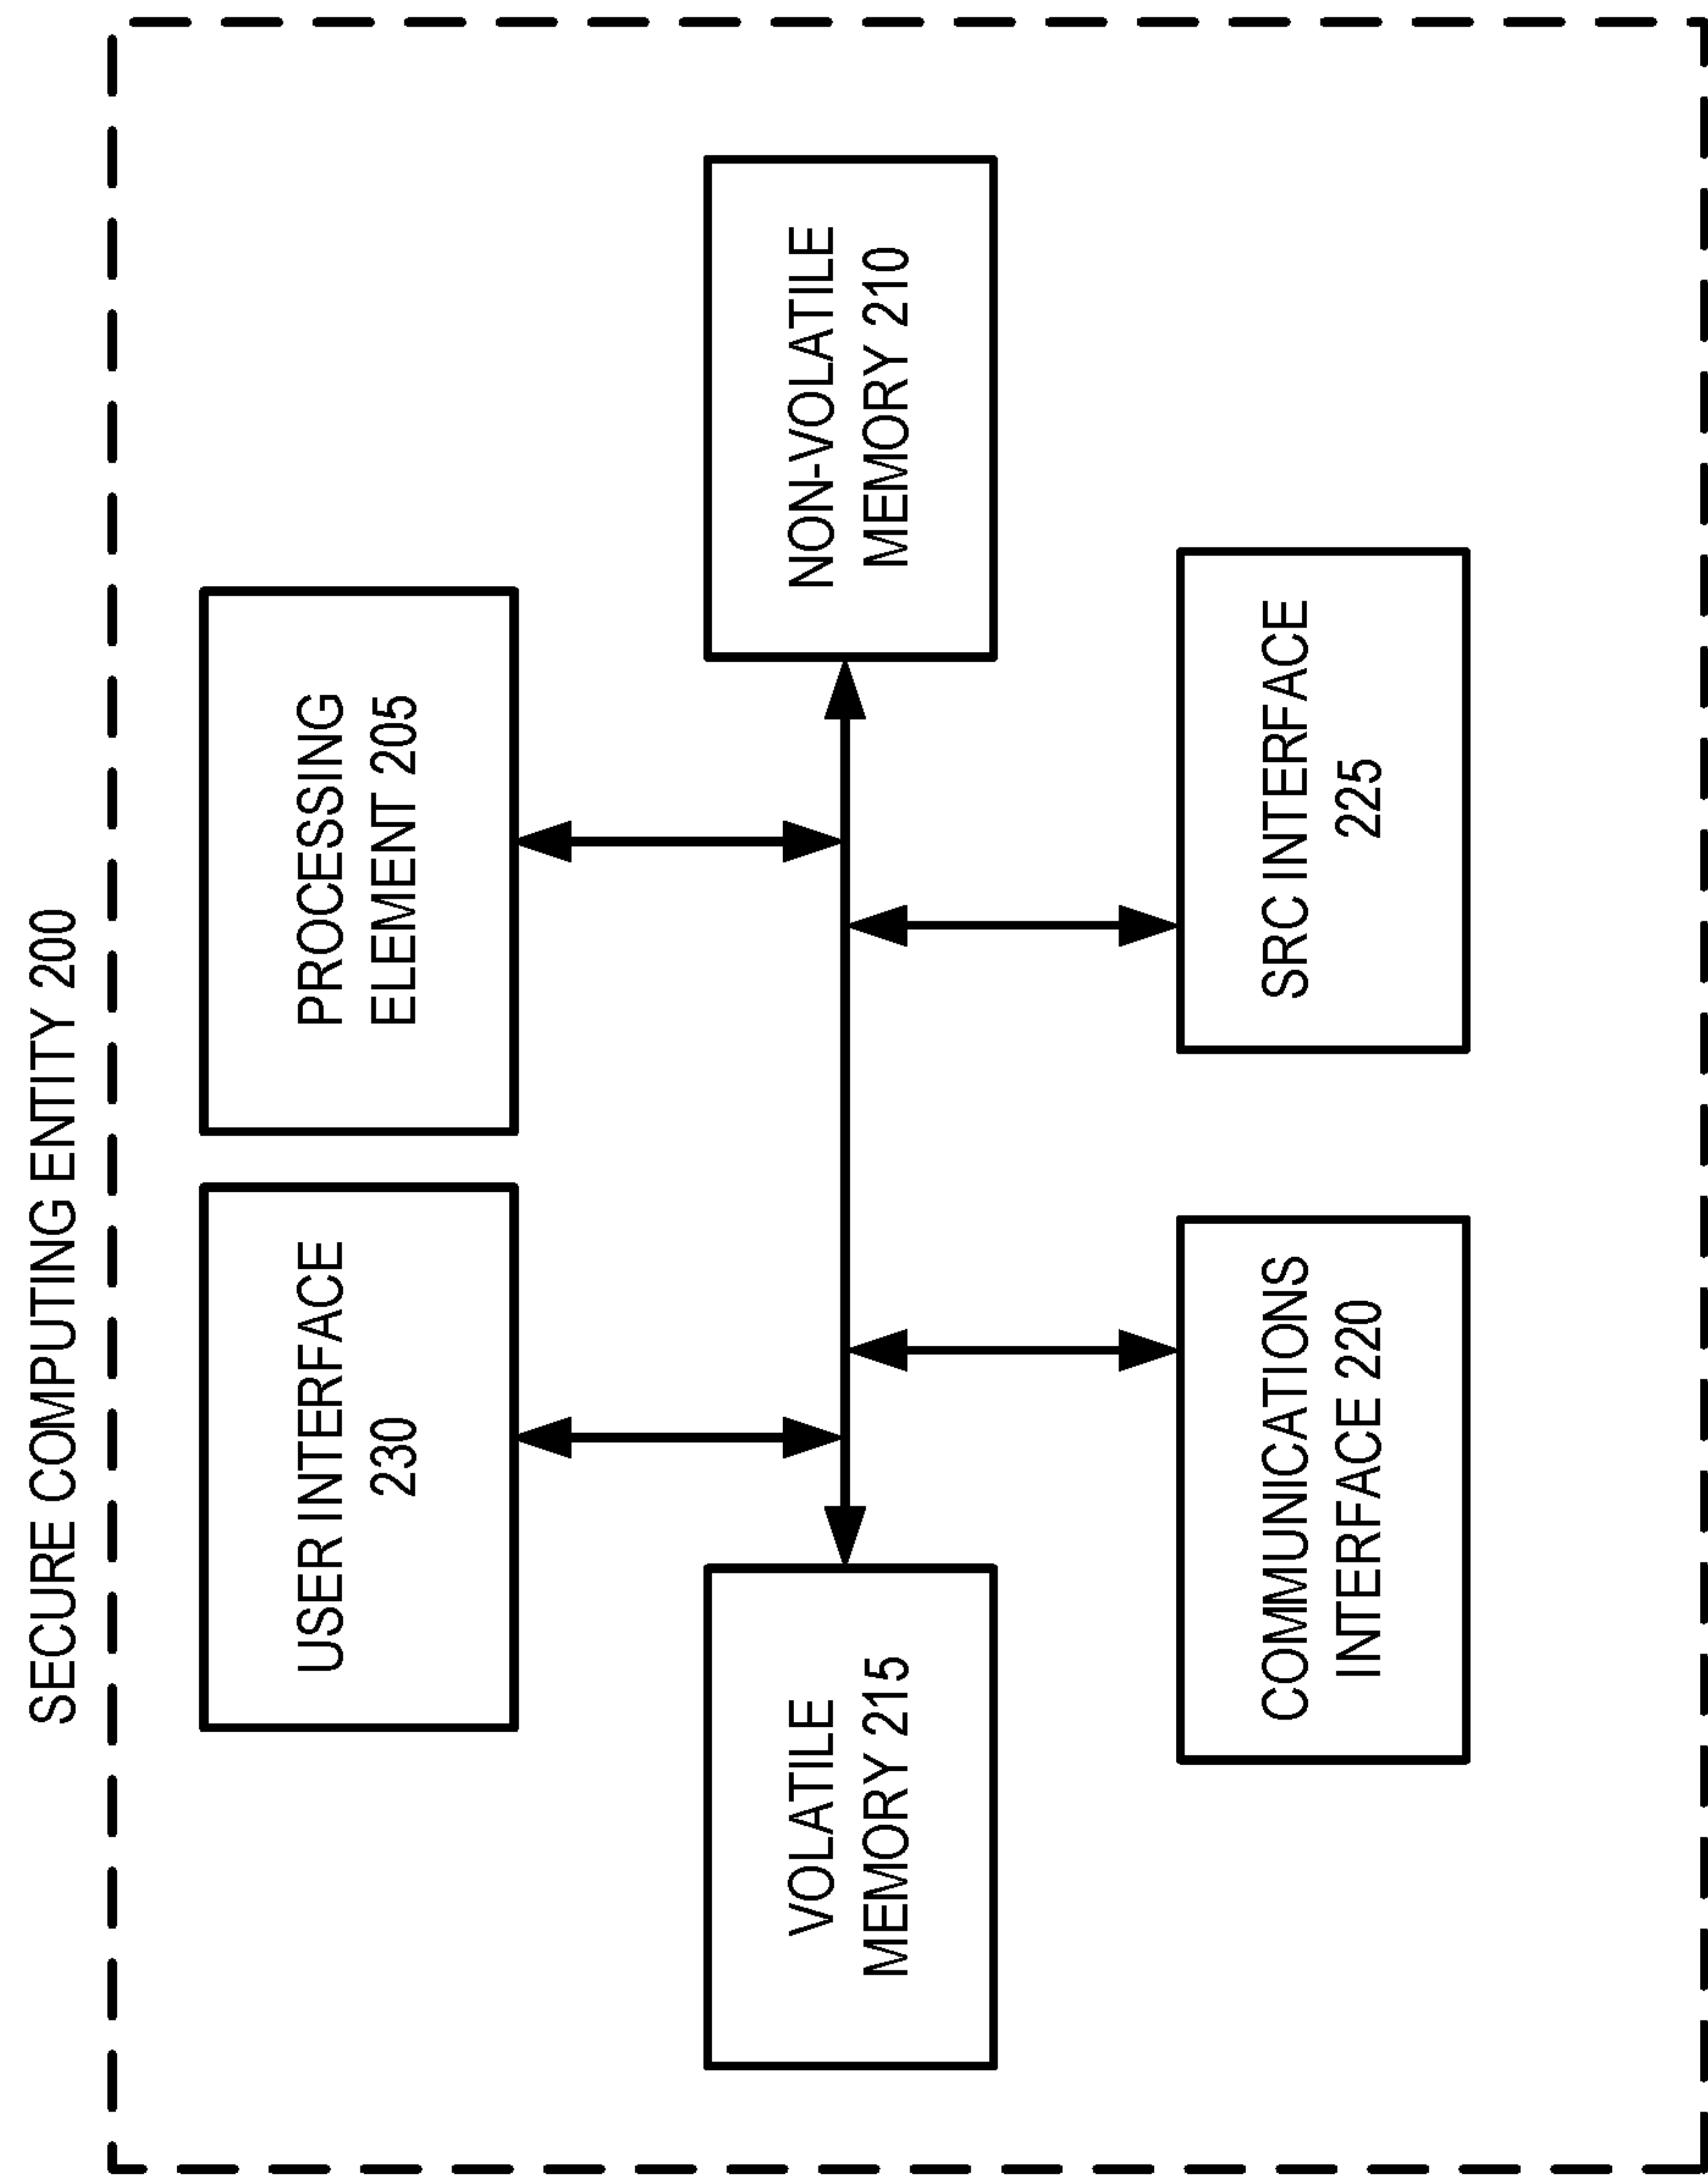 SECURE COMPUTING ENTITY 200
USER INTERFACE
230
PROCESSING
ELEMENT 205
VOLATILE
MEMORY 215
NON-VOLATILE
MEMORY 210
COMMUNICATIONS
INTERFACE 220
SRC INTERFACE
225